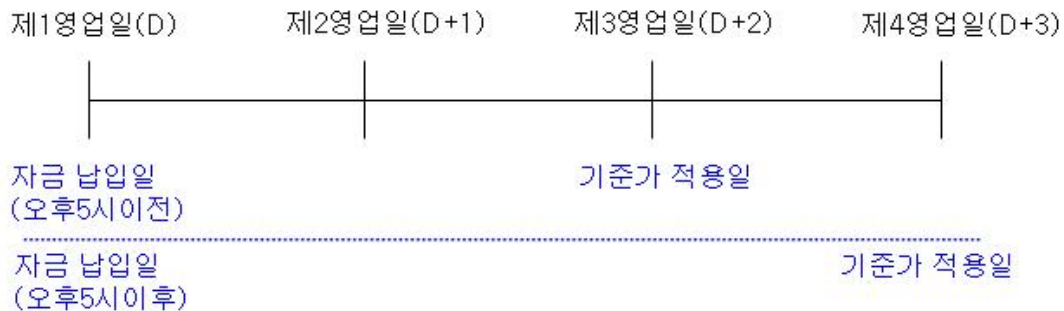 제1영업일(D) 제2영업일(D+1) 제3영업일(D+2) 제4영업일(D+3)
자금 납입일 기준가 적용일
(오후5시이전)
자금 납입일 기준가 적용일
(오후5시이후)